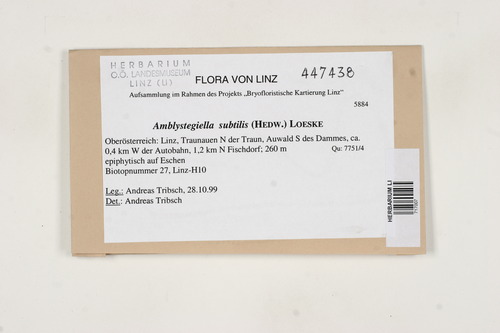 HERBARIUM
O.Ö. LANDESMUSEUM
LINZ (LI)
FLORA VON LINZ
447438
Aufsammlung im Rahmen des Projekts „Bryofloristische Kartierung Linz“
5884
Amblystegiella subtilis (HEDW.) LOESKE
Oberösterreich: Linz, Traunauen N der Traun, Auwald S des Dammes, ca.
0,4 km W der Autobahn, 1,2 km N Fischdorf; 260 m
Qu: 7751/4
epiphytisch auf Eschen
Biotopnummer 27, Linz-H10
Leg.: Andreas Tribsch, 28.10.99
Det.: Andreas Tribsch
HERBARIUM LI